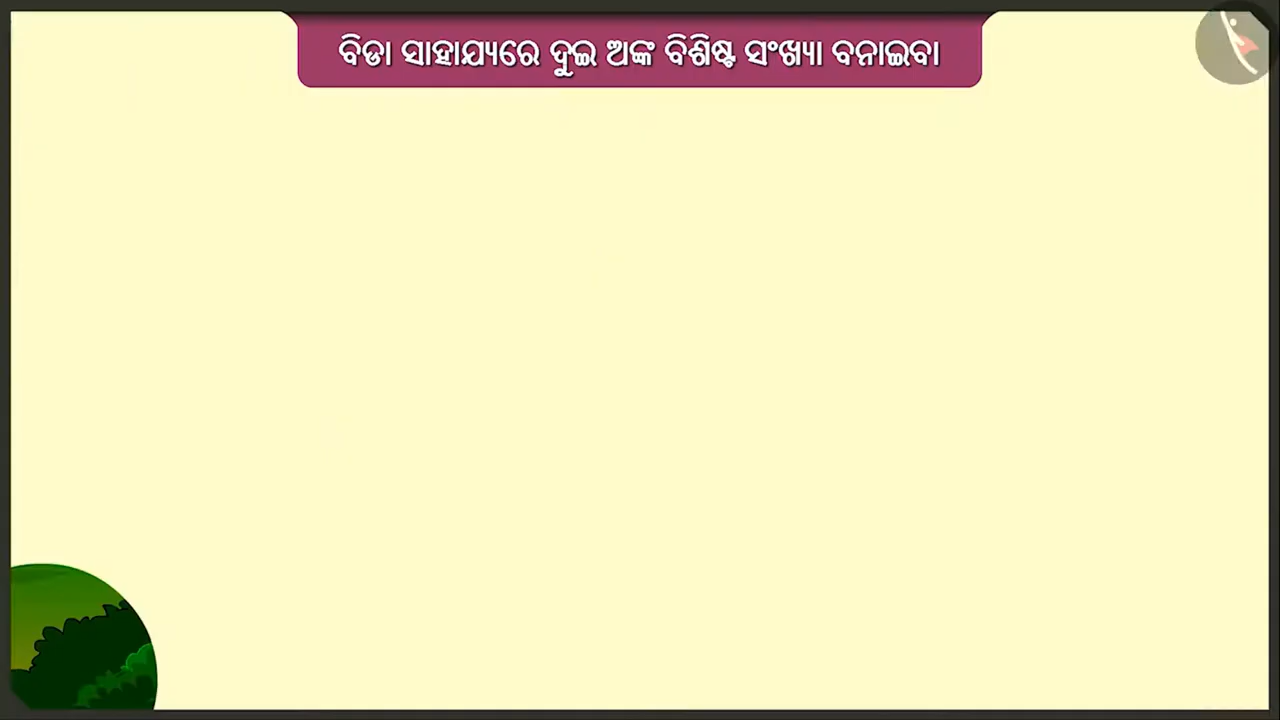 ବିଡା ସାହାଯ୍ୟରେ ଦୁଇ ଅଙ୍କ ବିଶିଷ୍ଟ ସଂଖ୍ୟା ବନାଇବା